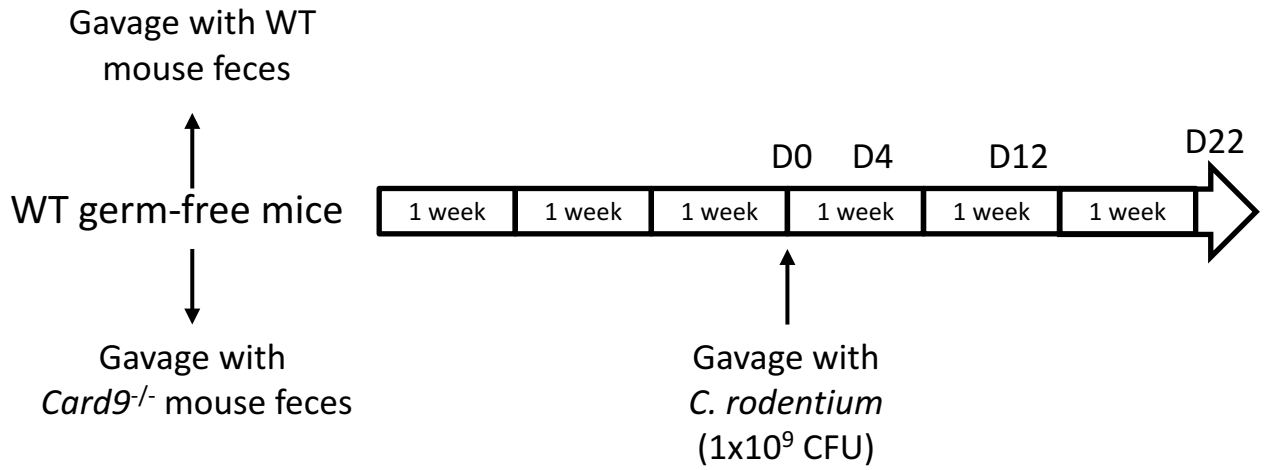 Gavage with WT
mouse feces
WT germ-free mice
Gavage with
Card9-/- mouse feces
D0 D4 D12 D22
1 week 1 week 1 week 1 week 1 week 1 week
Gavage with
C. rodentium
(1x10⁹ CFU)